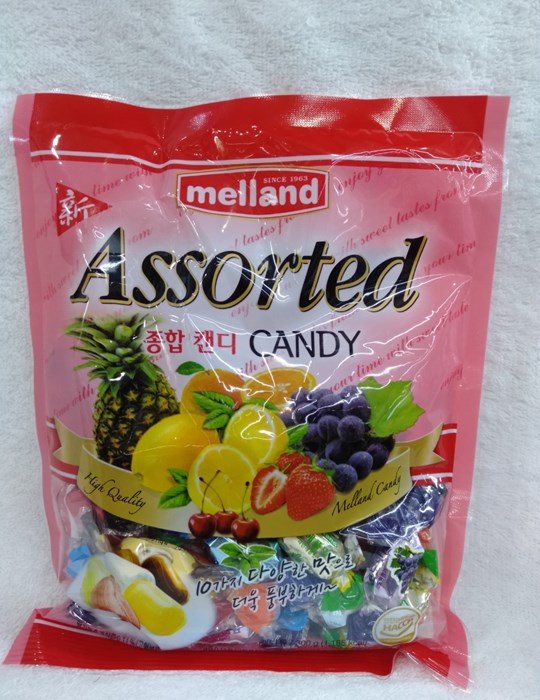 SINCE 1963
melland
新
Assorted
종합 캔디 CANDY
High Quality
Melland Candy
10가지 다양한 맛으로
더욱 풍부하게~
HACCP